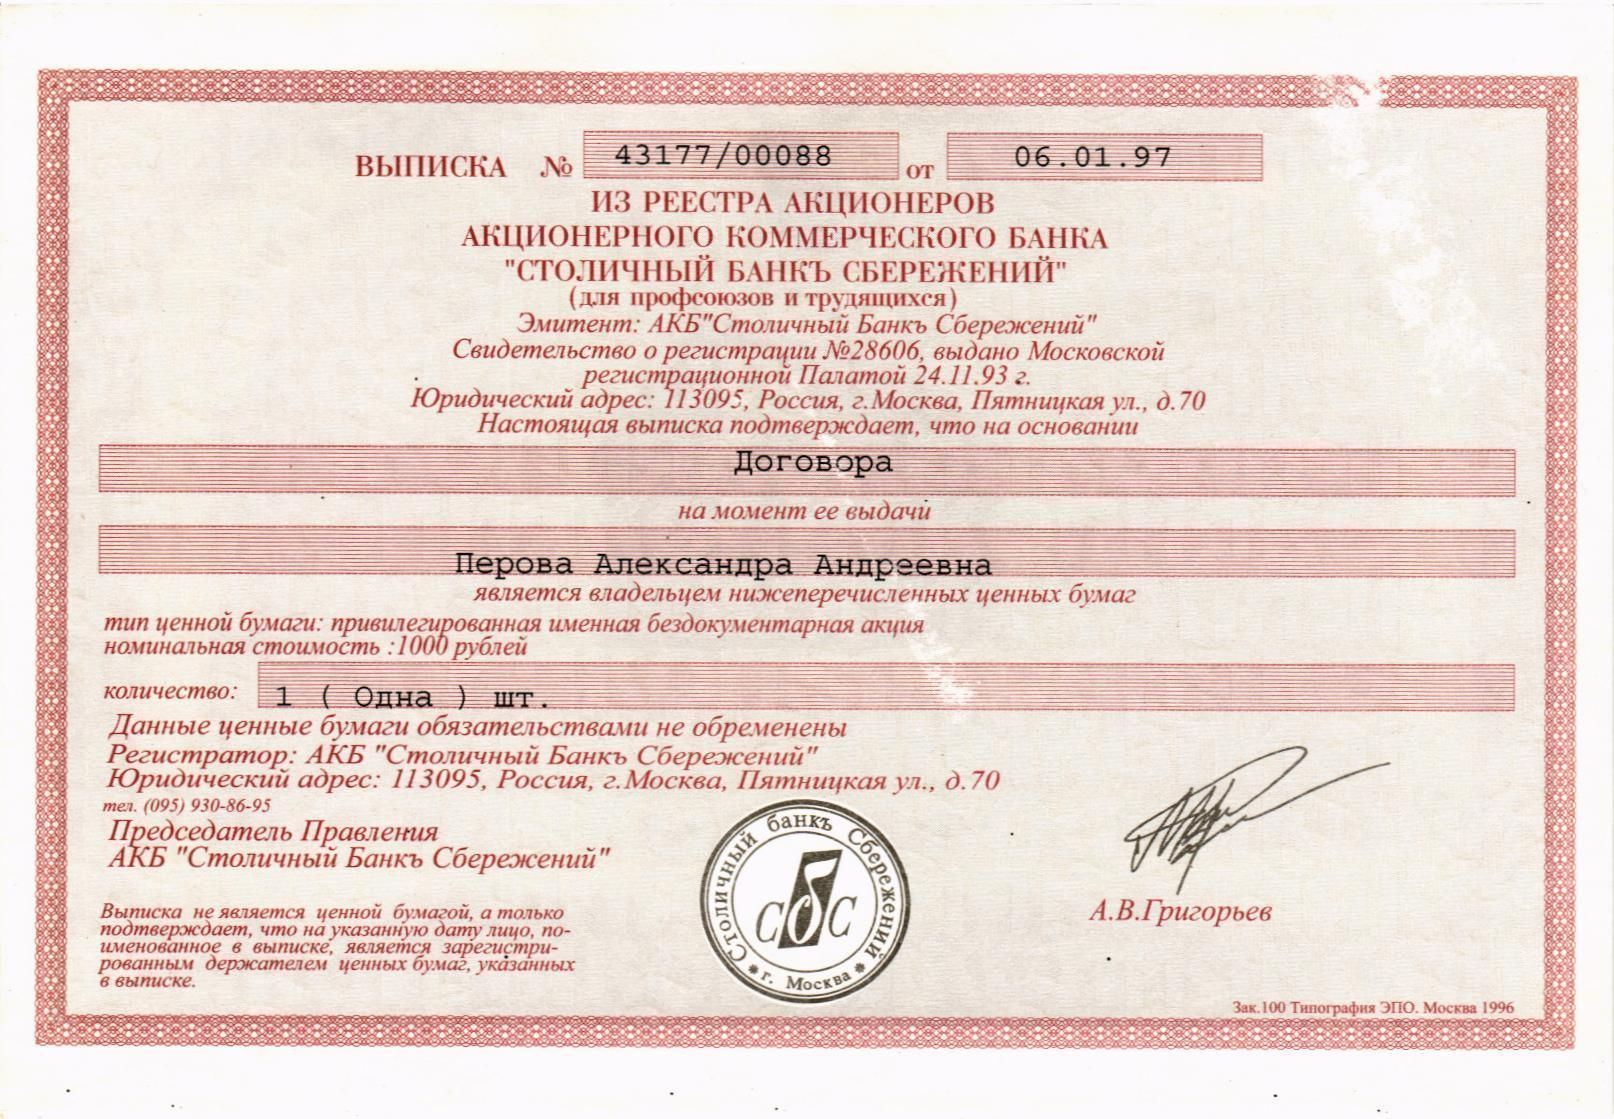 ВЫПИСКА № 43177/00088 от 06.01.97
ИЗ РЕЕСТРА АКЦИОНЕРОВ
АКЦИОНЕРНОГО КОММЕРЧЕСКОГО БАНКА
"СТОЛИЧНЫЙ БАНКЪ СБЕРЕЖЕНИЙ"
(для профсоюзов и трудящихся)
Эмитент: АКБ"Столичный Банкъ Сбережений"
Свидетельство о регистрации №28606, выдано Московской
регистрационной Палатой 24.11.93 г.
Юридический адрес: 113095, Россия, г.Москва, Пятницкая ул., д.70
Настоящая выписка подтверждает, что на основании
Договора
на момент ее выдачи
Перова Александра Андреевна
является владельцем нижеперечисленных ценных бумаг
тип ценной бумаги: привилегированная именная бездокументарная акция
номинальная стоимость :1000 рублей
количество: 1 ( Одна ) шт.
Данные ценные бумаги обязательствами не обременены
Регистратор: АКБ "Столичный Банкъ Сбережений"
Юридический адрес: 113095, Россия, г.Москва, Пятницкая ул., д.70
тел. (095) 930-86-95
Председатель Правления
АКБ "Столичный Банкъ Сбережений"
Столичный банкъ Сбережений
СбС
* г. Москва *
А.В.Григорьев
Выписка не является ценной бумагой, а только
подтверждает, что на указанную дату лицо, по-
именованное в выписке, является зарегистри-
рованным держателем ценных бумаг, указанных
в выписке.
Зак.100 Типография ЭПО. Москва 1996